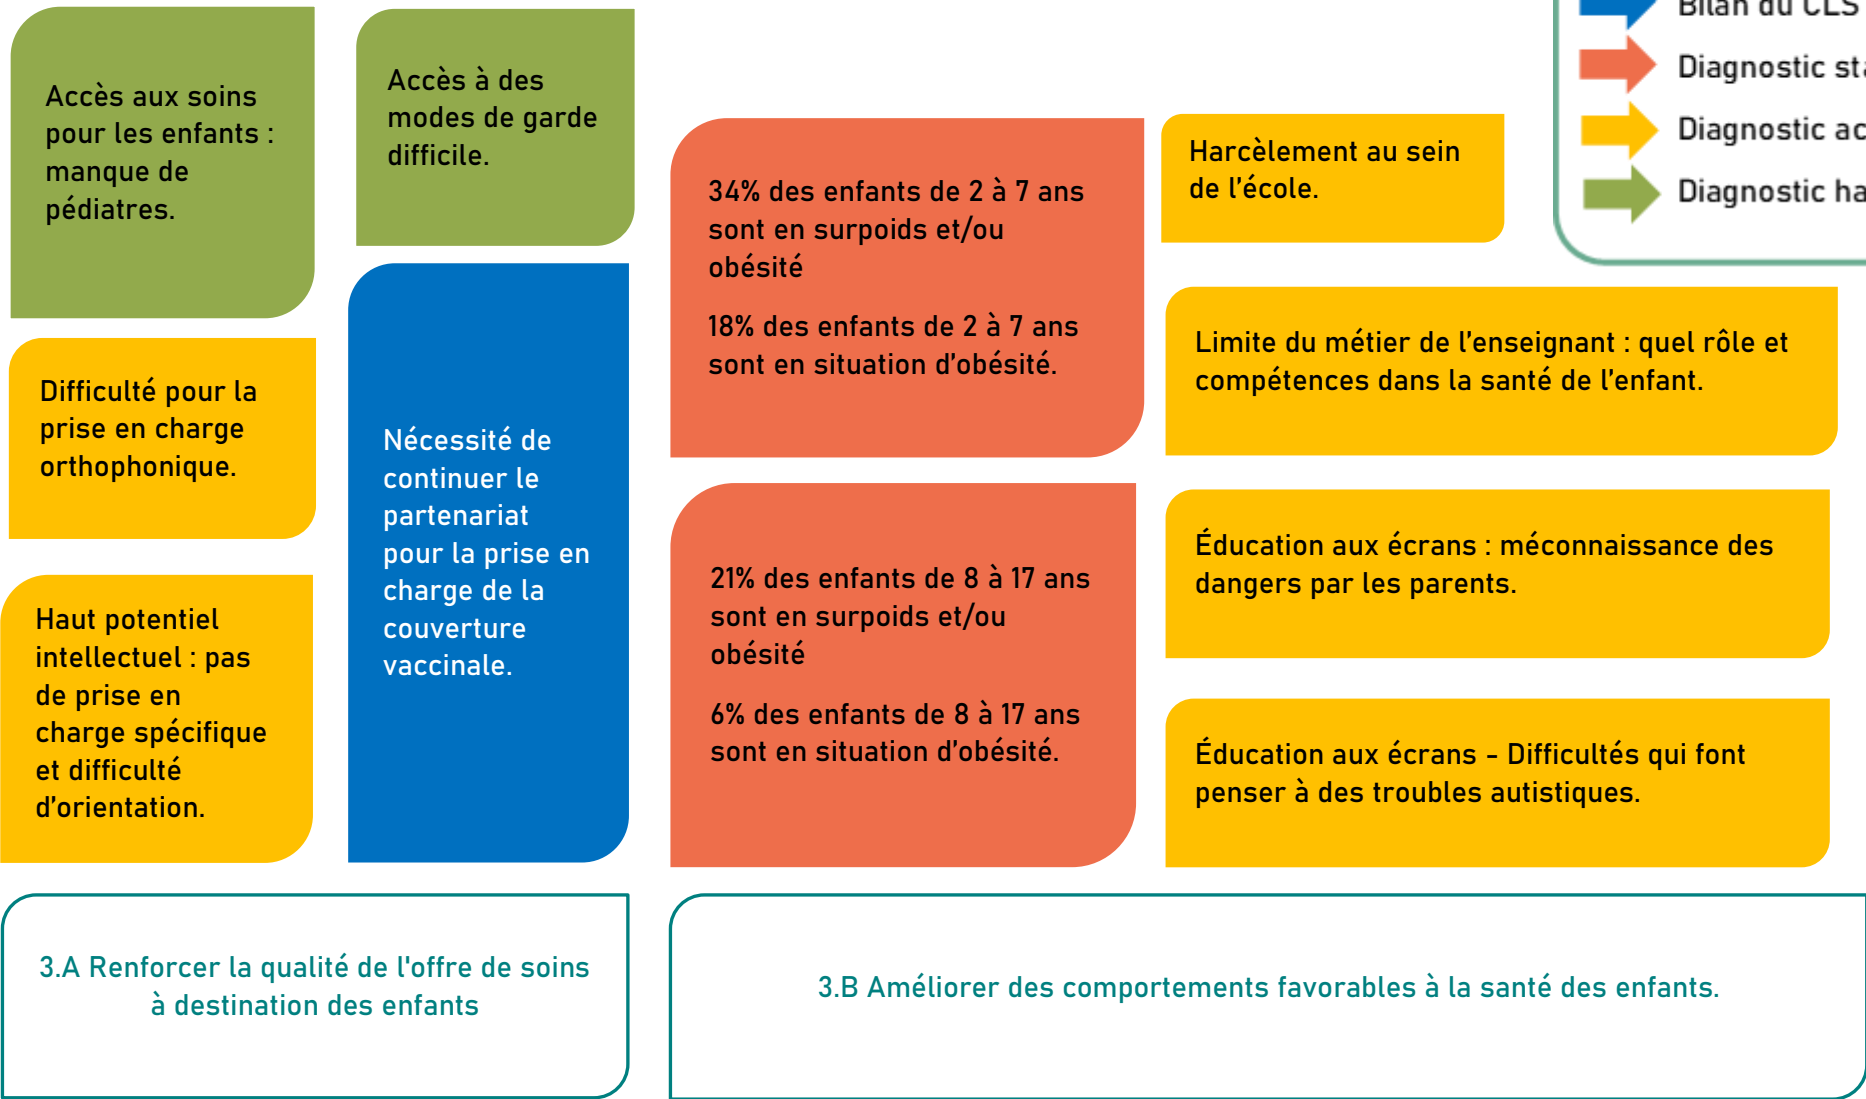 Accès aux soins
pour les enfants :
manque de
pédiatres.
Accès à des
modes de garde
difficile.
Difficulté pour la
prise en charge
orthophonique.
Haut potentiel
intellectuel : pas
de prise en
charge spécifique
et difficulté
d'orientation.
Nécessité de
continuer le
partenariat
pour la prise en
charge de la
couverture
vaccinale.
34% des enfants de 2 à 7 ans
sont en surpoids et/ou
obésité
18% des enfants de 2 à 7 ans
sont en situation d'obésité.
21% des enfants de 8 à 17 ans
sont en surpoids et/ou
obésité
6% des enfants de 8 à 17 ans
sont en situation d'obésité.
Harcèlement au sein
de l'école.
Limite du métier de l'enseignant : quel rôle et
compétences dans la santé de l'enfant.
Éducation aux écrans : méconnaissance des
dangers par les parents.
Éducation aux écrans - Difficultés qui font
penser à des troubles autistiques.
Bilan du CLS
Diagnostic
Diagnostic
Diagnostic
3.A Renforcer la qualité de l'offre de soins
à destination des enfants
3.B Améliorer des comportements favorables à la santé des enfants.